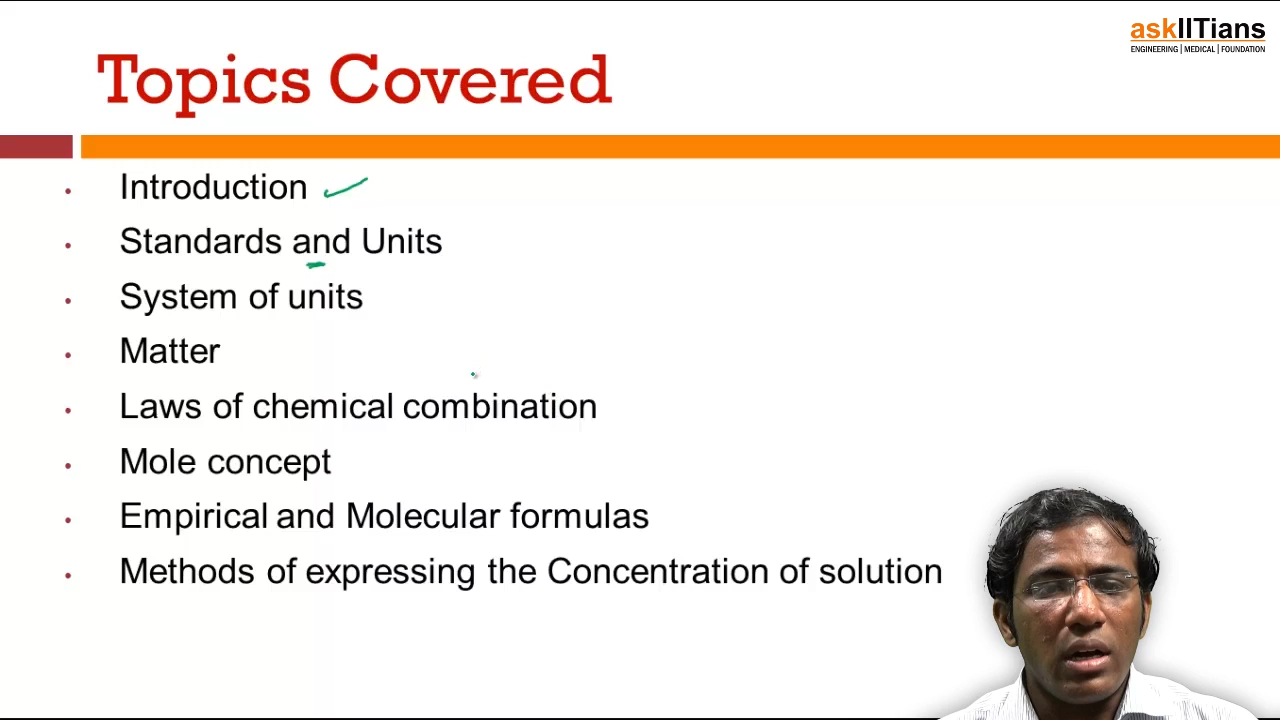 askIITians
ENGINEERING | MEDICAL | FOUNDATION
Topics Covered
• Introduction
• Standards and Units
• System of units
• Matter
• Laws of chemical combination
• Mole concept
• Empirical and Molecular formulas
• Methods of expressing the Concentration of solution